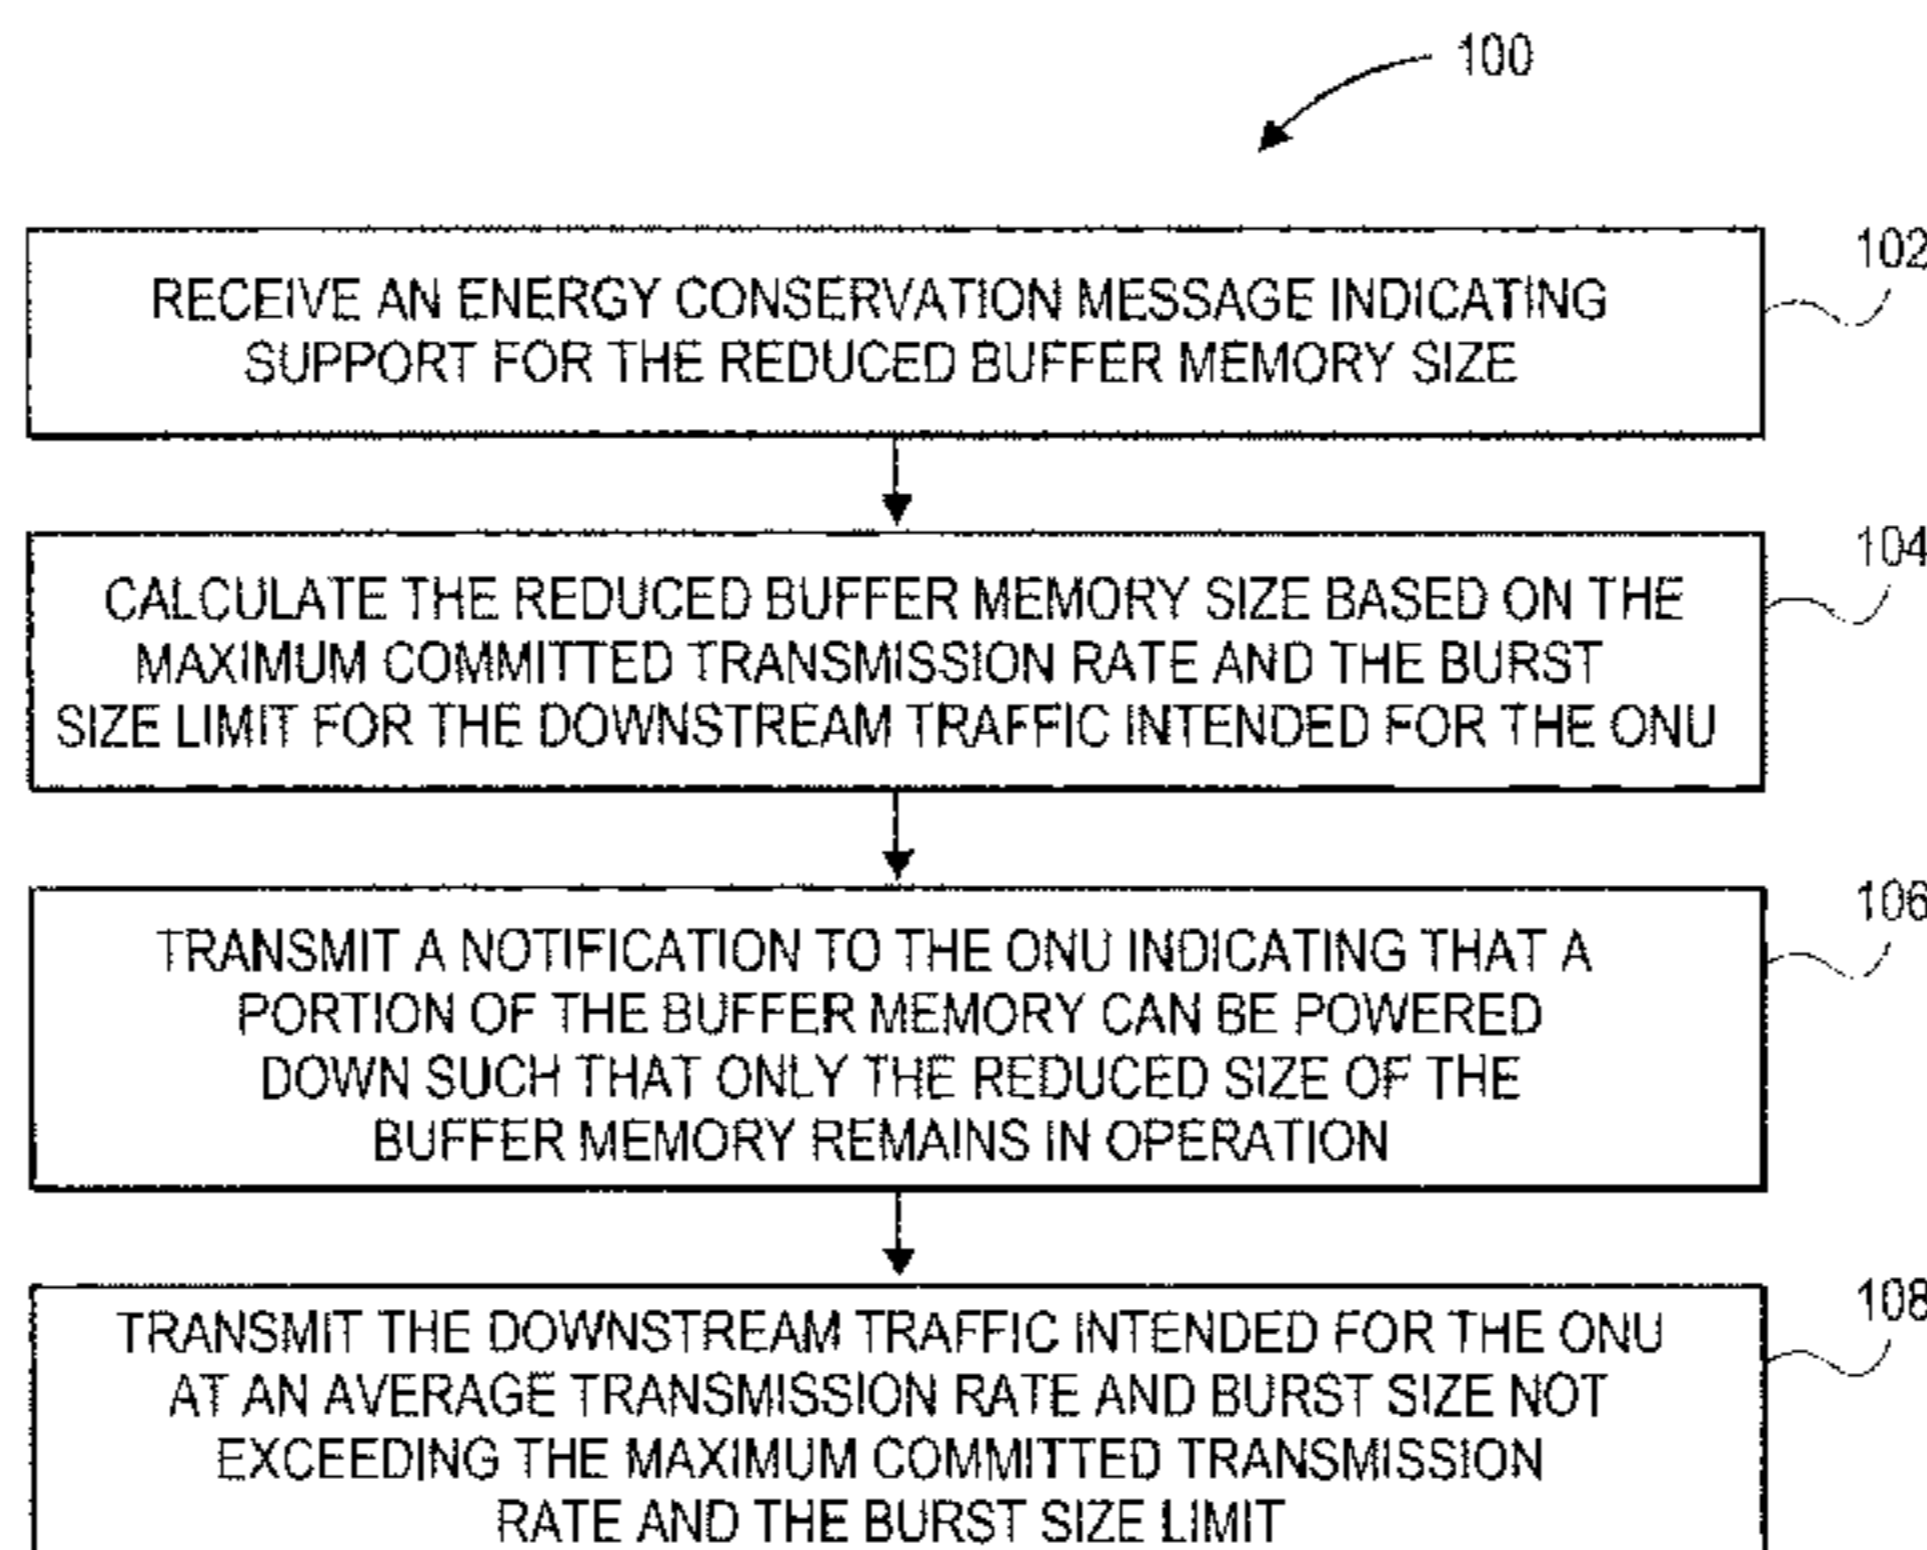 100
102
RECEIVE AN ENERGY CONSERVATION MESSAGE INDICATING
SUPPORT FOR THE REDUCED BUFFER MEMORY SIZE
104
CALCULATE THE REDUCED BUFFER MEMORY SIZE BASED ON THE
MAXIMUM COMMITTED TRANSMISSION RATE AND THE BURST
SIZE LIMIT FOR THE DOWNSTREAM TRAFFIC INTENDED FOR THE ONU
106
TRANSMIT A NOTIFICATION TO THE ONU INDICATING THAT A
PORTION OF THE BUFFER MEMORY CAN BE POWERED
DOWN SUCH THAT ONLY THE REDUCED SIZE OF THE
BUFFER MEMORY REMAINS IN OPERATION
108
TRANSMIT THE DOWNSTREAM TRAFFIC INTENDED FOR THE ONU
AT AN AVERAGE TRANSMISSION RATE AND BURST SIZE NOT
EXCEEDING THE MAXIMUM COMMITTED TRANSMISSION
RATE AND THE BURST SIZE LIMIT